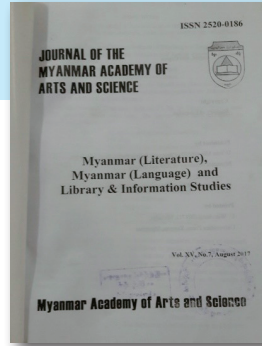 ISSN 2520-0186
JOURNAL OF THE
MYANMAR ACADEMY OF
ARTS AND SCIENCE
Myanmar (Literature),
Myanmar (Language) and
Library & Information Studies
Vol. XV, No.7, August 2017
Myanmar Academy of Arts and Science